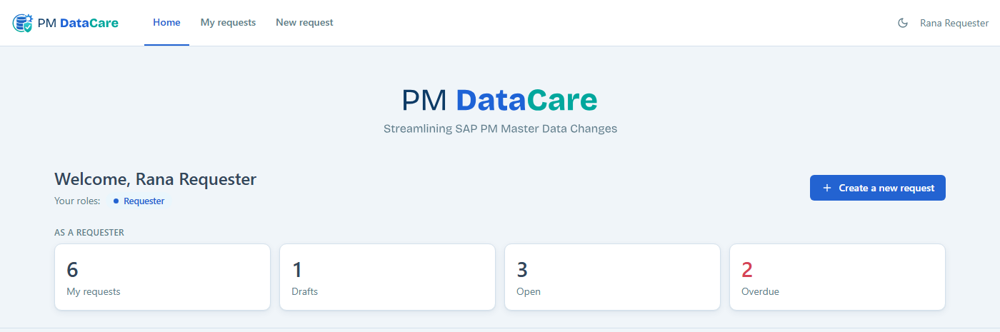 PM DataCare
Home
My requests
New request
Rana Requester
PM DataCare
Streamlining SAP PM Master Data Changes
Welcome, Rana Requester
Your roles: Requester
+ Create a new request
AS A REQUESTER
6
My requests
1
Drafts
3
Open
2
Overdue